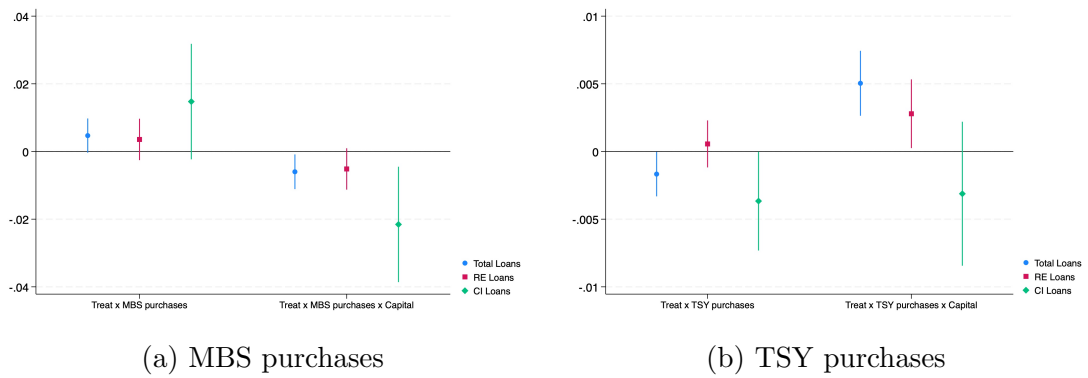 .04
.02
0
-.02
-.04
Treat x MBS purchases
Treat x MBS purchases x Capital
Total Loans
RE Loans
CI Loans
(a) MBS purchases
.01
.005
0
-.005
-.01
Treat x TSY purchases
Treat x TSY purchases x Capital
Total Loans
RE Loans
CI Loans
(b) TSY purchases